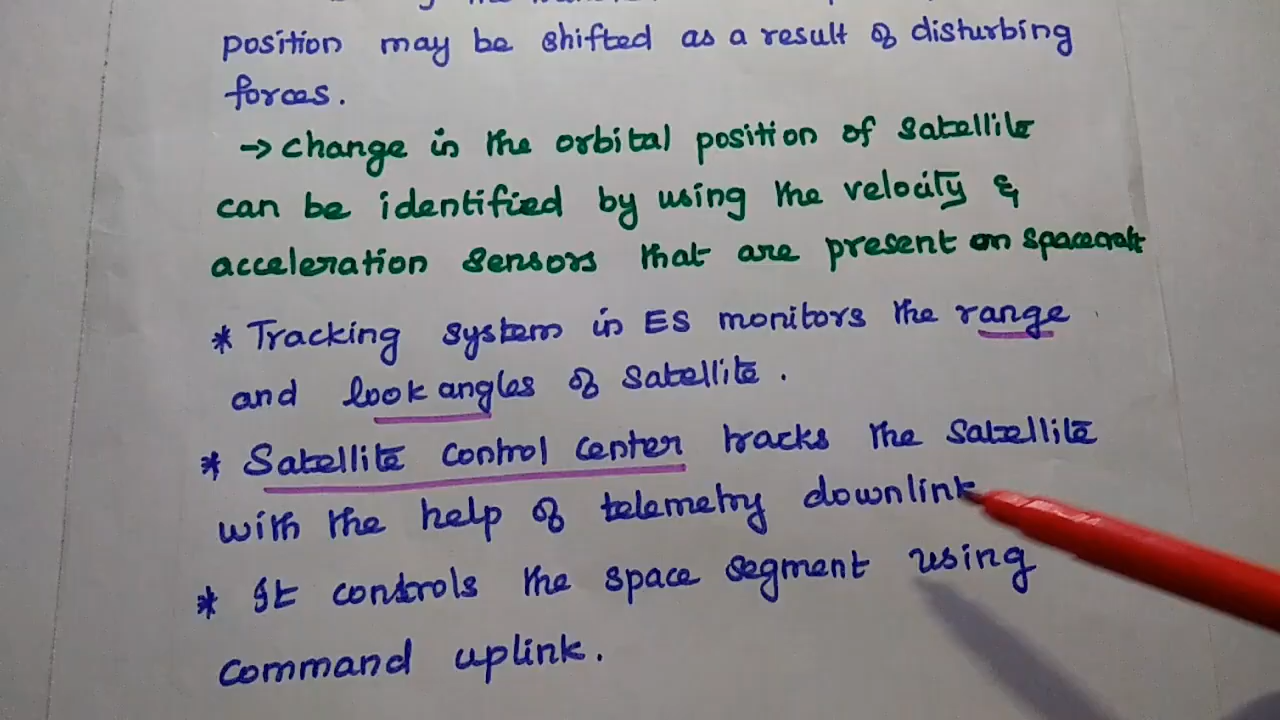 position may be shifted as a result of disturbing
forces.
→ change in the orbital position of satellite
can be identified by using the velocity &
acceleration sensors that are present on spacecraft
* Tracking system in ES monitors the range
and look angles of satellite.
* Satellite control center tracks the satellite
with the help of telemetry downlink
* It controls the space segment using
command uplink.